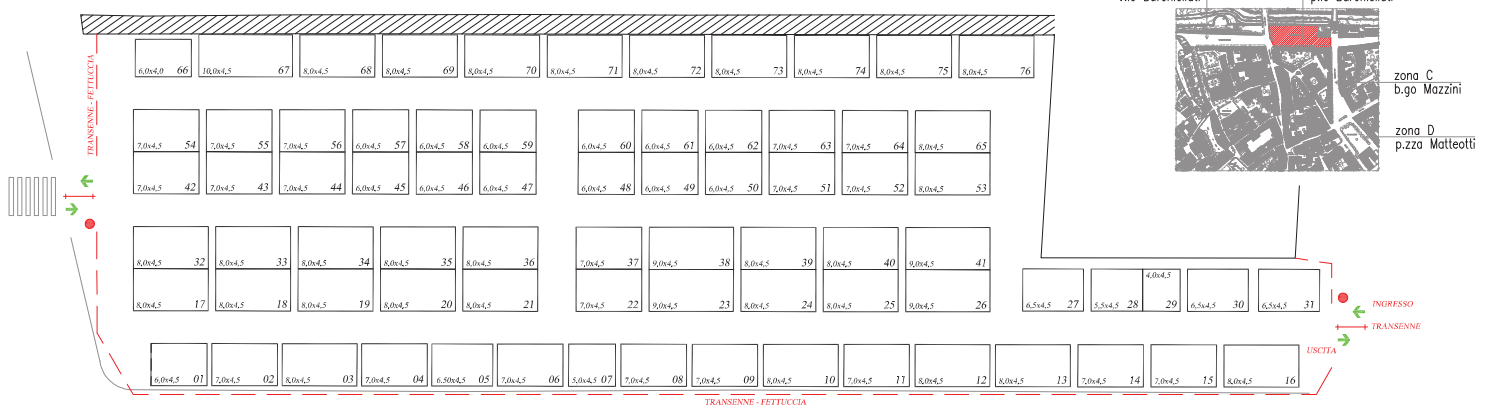 6,0x4,0 66
10,0x4,5 67
8,0x4,5 68
8,0x4,5 69
8,0x4,5 70
8,0x4,5 71
8,0x4,5 72
8,0x4,5 73
8,0x4,5 74
8,0x4,5 75
8,0x4,5 76
zona C
b.go Mazzini
zona D
p.zza Matteotti
TRANSENNE - FETTUCCIA
7,0x4,5 54
7,0x4,5 55
7,0x4,5 56
6,0x4,5 57
6,0x4,5 58
6,0x4,5 59
6,0x4,5 60
6,0x4,5 61
6,0x4,5 62
7,0x4,5 63
7,0x4,5 64
8,0x4,5 65
7,0x4,5 42
7,0x4,5 43
7,0x4,5 44
6,0x4,5 45
6,0x4,5 46
6,0x4,5 47
6,0x4,5 48
6,0x4,5 49
6,0x4,5 50
7,0x4,5 51
7,0x4,5 52
8,0x4,5 53
8,0x4,5 32
8,0x4,5 33
8,0x4,5 34
8,0x4,5 35
8,0x4,5 36
7,0x4,5 37
9,0x4,5 38
8,0x4,5 39
8,0x4,5 40
9,0x4,5 41
8,0x4,5 17
8,0x4,5 18
8,0x4,5 19
8,0x4,5 20
8,0x4,5 21
7,0x4,5 22
9,0x4,5 23
8,0x4,5 24
8,0x4,5 25
9,0x4,5 26
6,5x4,5 27
5,5x4,5 28
4,0x4,5
29
6,5x4,5 30
6,5x4,5 31
INGRESSO
TRANSENNE
USCITA
6,0x4,5 01
7,0x4,5 02
8,0x4,5 03
7,0x4,5 04
6.50x4,5 05
7,0x4,5 06
5,0x4,5 07
7,0x4,5 08
7,0x4,5 09
8,0x4,5 10
7,0x4,5 11
8,0x4,5 12
8,0x4,5 13
7,0x4,5 14
7,0x4,5 15
8,0x4,5 16
TRANSENNE - FETTUCCIA